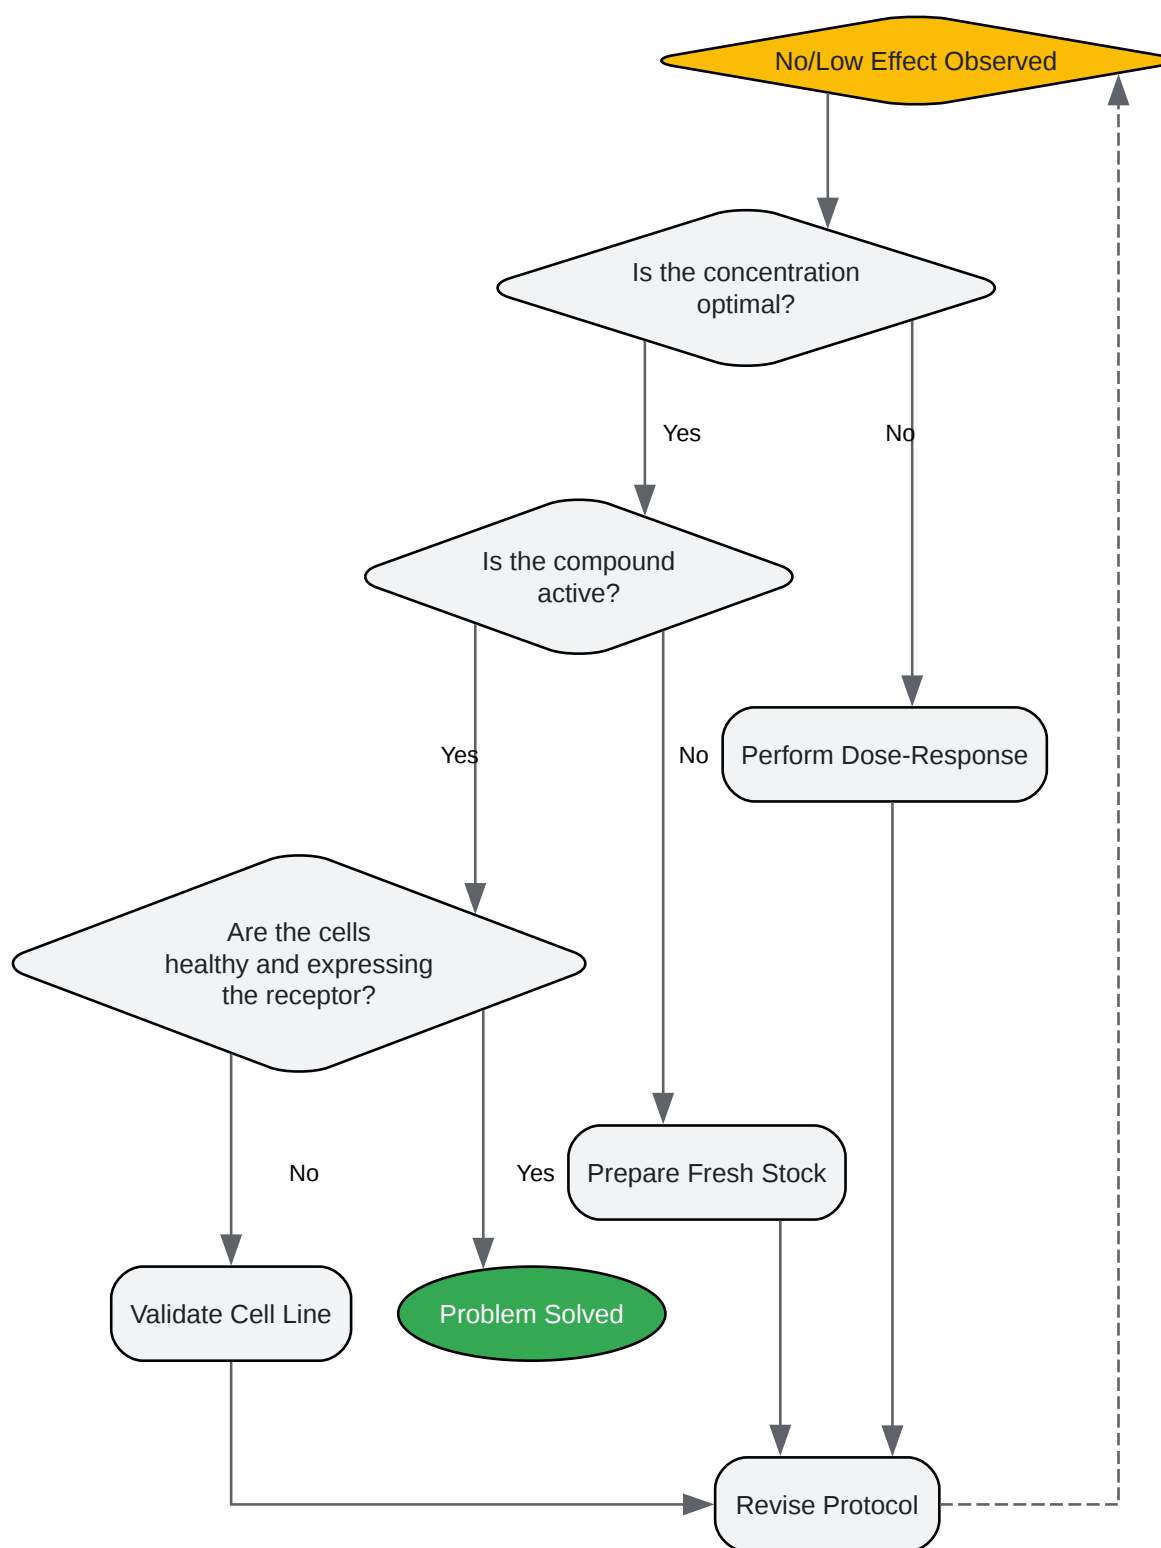 No/Low Effect Observed
Is the concentration
optimal?
Yes
No
Is the compound
active?
Yes
No
Perform Dose-Response
Are the cells
healthy and expressing
the receptor?
No
Yes
Prepare Fresh Stock
Validate Cell Line
Problem Solved
Revise Protocol